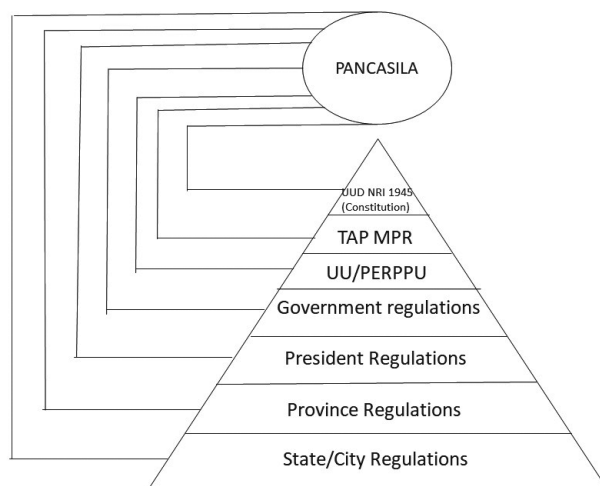 PANCASILA
UUD NRI 1945
(Constitution)
TAP MPR
UU/PERPPU
Government regulations
President Regulations
Province Regulations
State/City Regulations